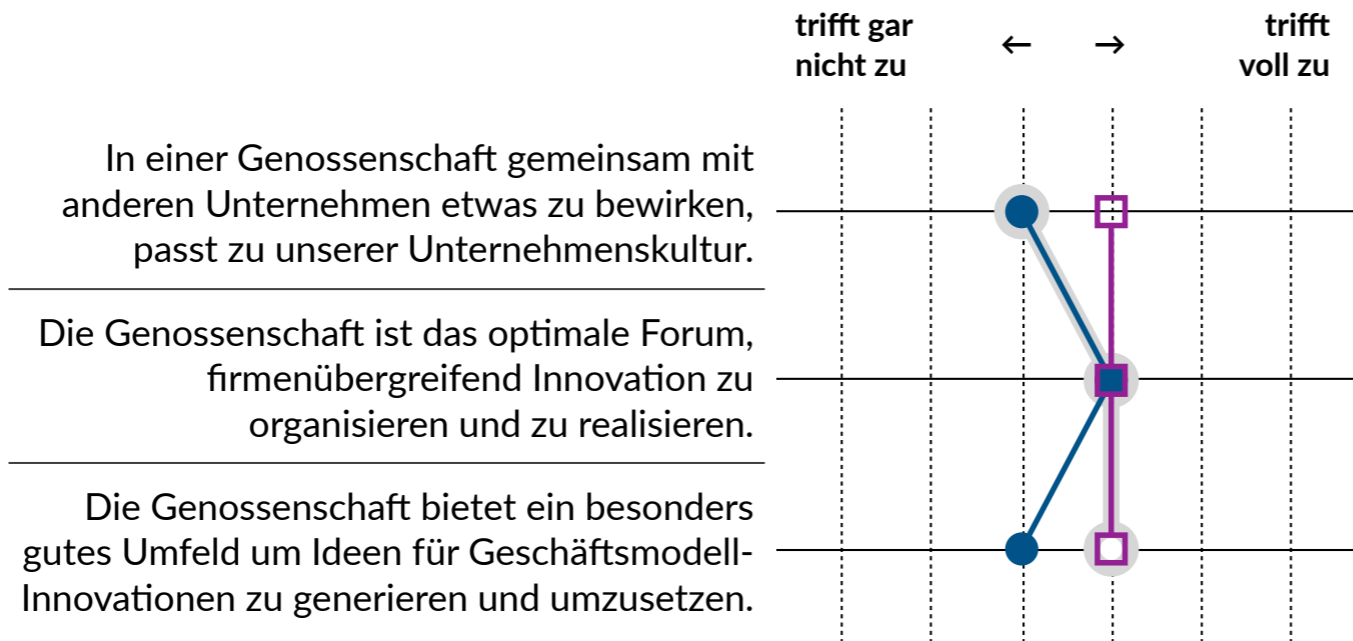 trifft gar
nicht zu
← →
trifft
voll zu
In einer Genossenschaft gemeinsam mit
anderen Unternehmen etwas zu bewirken,
passt zu unserer Unternehmenskultur.
Die Genossenschaft ist das optimale Forum,
firmenübergreifend Innovation zu
organisieren und zu realisieren.
Die Genossenschaft bietet ein besonders
gutes Umfeld um Ideen für Geschäftsmodell-
Innovationen zu generieren und umzusetzen.